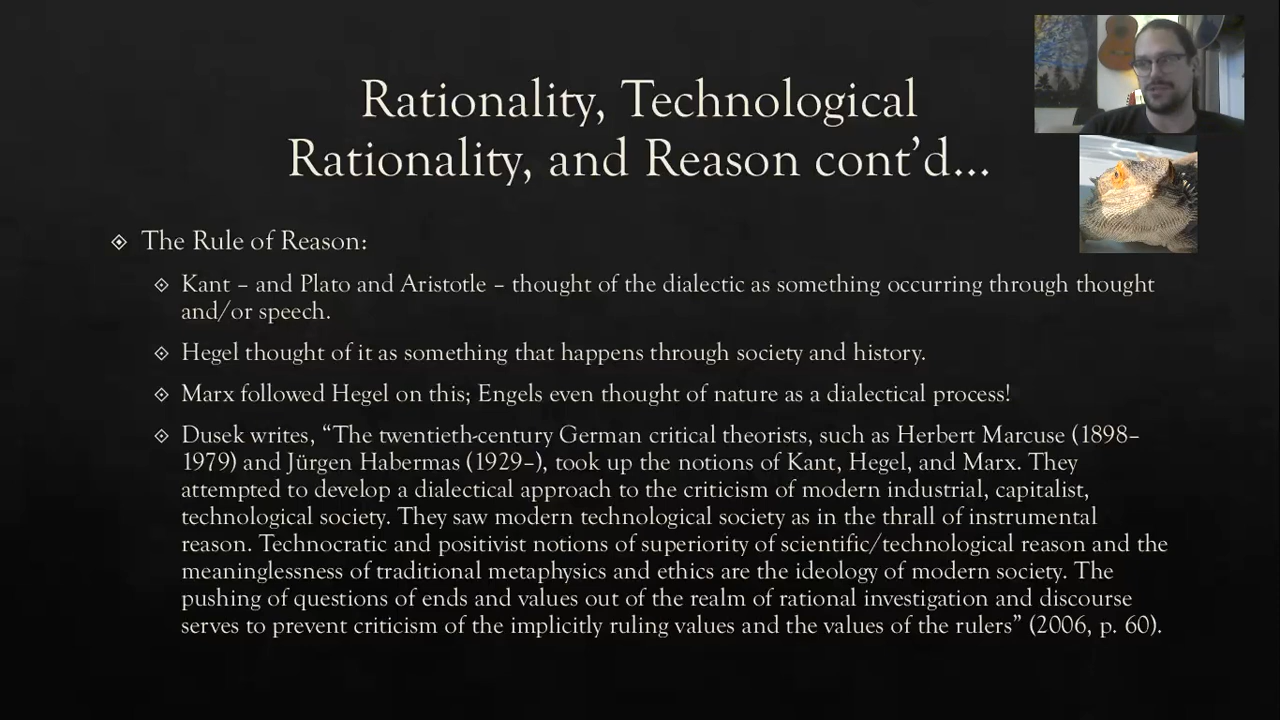 Rationality, Technological
Rationality, and Reason cont’d…
The Rule of Reason:
Kant – and Plato and Aristotle – thought of the dialectic as something occurring through thought
and/or speech.
Hegel thought of it as something that happens through society and history.
Marx followed Hegel on this; Engels even thought of nature as a dialectical process!
Dusek writes, “The twentieth-century German critical theorists, such as Herbert Marcuse (1898–
1979) and Jürgen Habermas (1929–), took up the notions of Kant, Hegel, and Marx. They
attempted to develop a dialectical approach to the criticism of modern industrial, capitalist,
technological society. They saw modern technological society as in the thrall of instrumental
reason. Technocratic and positivist notions of superiority of scientific/technological reason and the
meaninglessness of traditional metaphysics and ethics are the ideology of modern society. The
pushing of questions of ends and values out of the realm of rational investigation and discourse
serves to prevent criticism of the implicitly ruling values and the values of the rulers” (2006, p. 60).